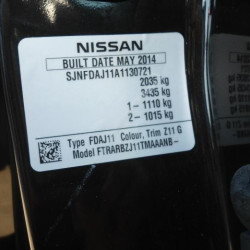 NISSAN
BUILT DATE MAY 2014
SJNFDAJ11A1130721
2035 kg
3435 kg
1 - 1110 kg
2 - 1015 kg
Type FDAJ11 Colour, Trim Z11 G
Model FTRARBZJ11TMAAANB -